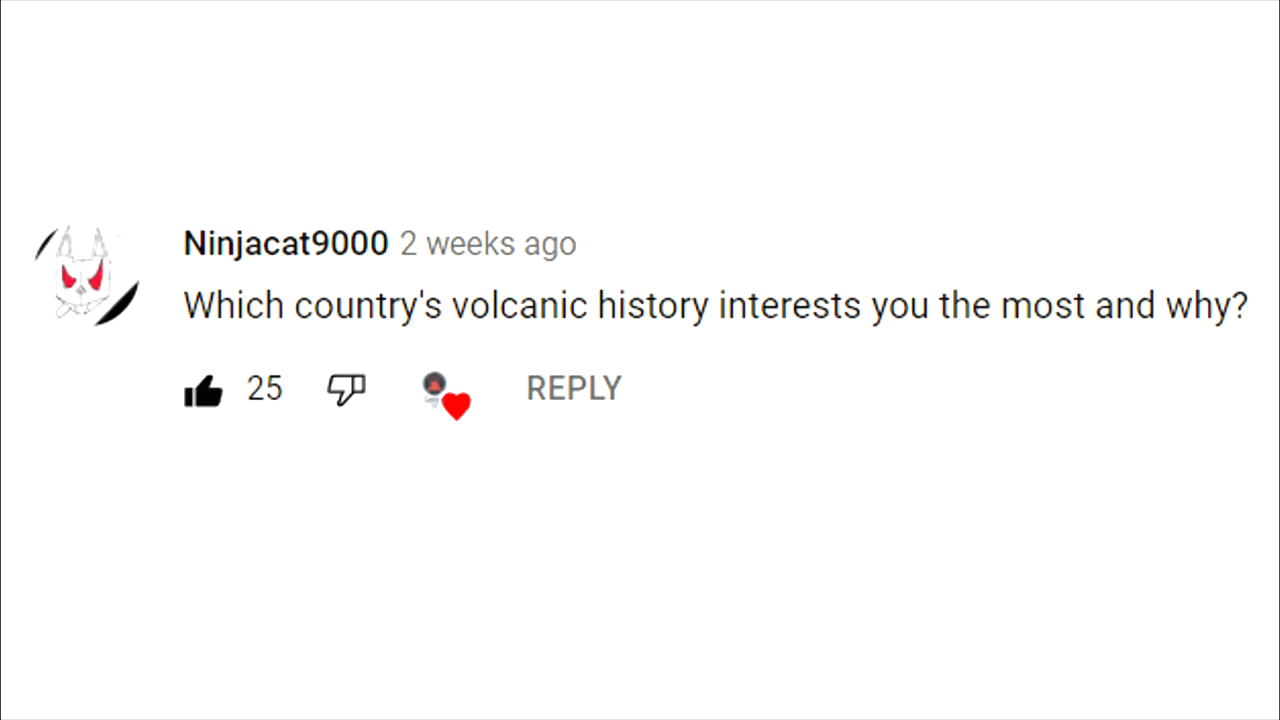 Ninjacat9000 2 weeks ago
Which country's volcanic history interests you the most and why?
25 REPLY